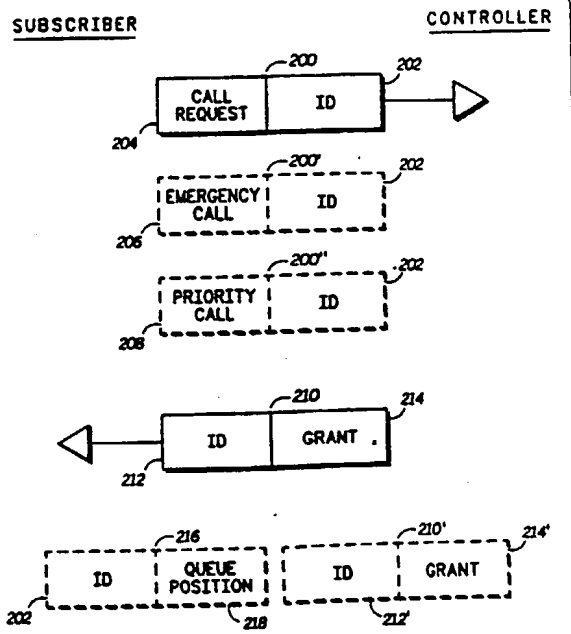 SUBSCRIBER
CONTROLLER
200
202
CALL
REQUEST
ID
204
200'
202
EMERGENCY
CALL
ID
206
200"
202
PRIORITY
CALL
ID
208
210
214
ID
GRANT
212
216
210'
214'
ID
QUEUE
POSITION
ID
GRANT
202
218
212'